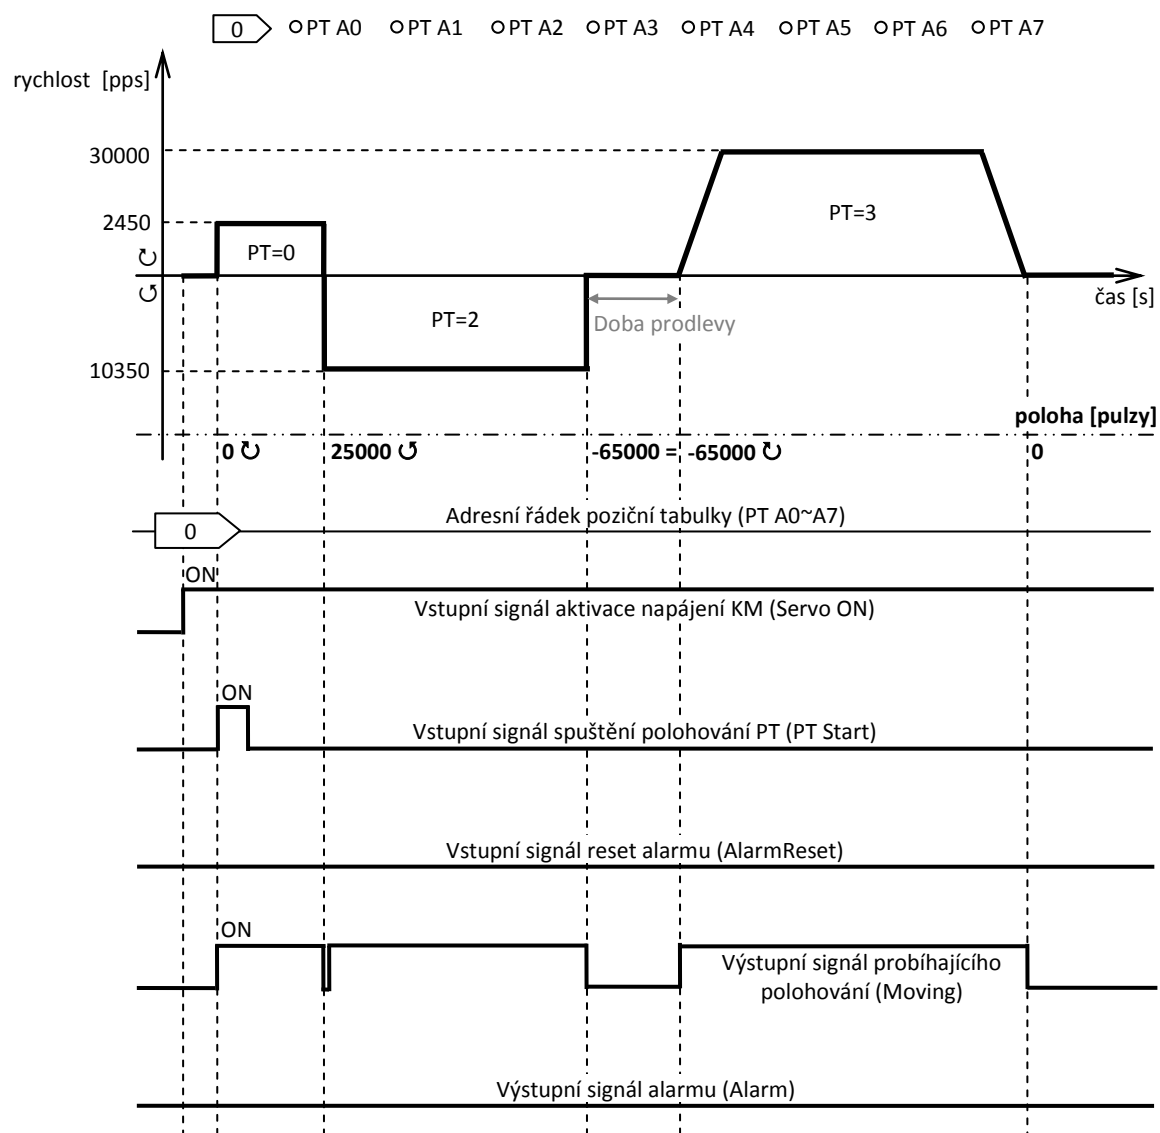 0 PT A0 PT A1 PT A2 PT A3 PT A4 PT A5 PT A6 PT A7
rychlost [pps]
30000
2450
PT=0
PT=3
čas [s]
PT=2
Doba prodlevy
10350
poloha [pulzy]
0 ↻ 25000 ↺ -65000 = -65000 ↻ 0
Adresní řádek poziční tabulky (PT A0~A7)
0
ON
Vstupní signál aktivace napájení KM (Servo ON)
ON
Vstupní signál spuštění polohování PT (PT Start)
Vstupní signál reset alarmu (AlarmReset)
ON
Výstupní signál probíhajícího
polohování (Moving)
Výstupní signál alarmu (Alarm)